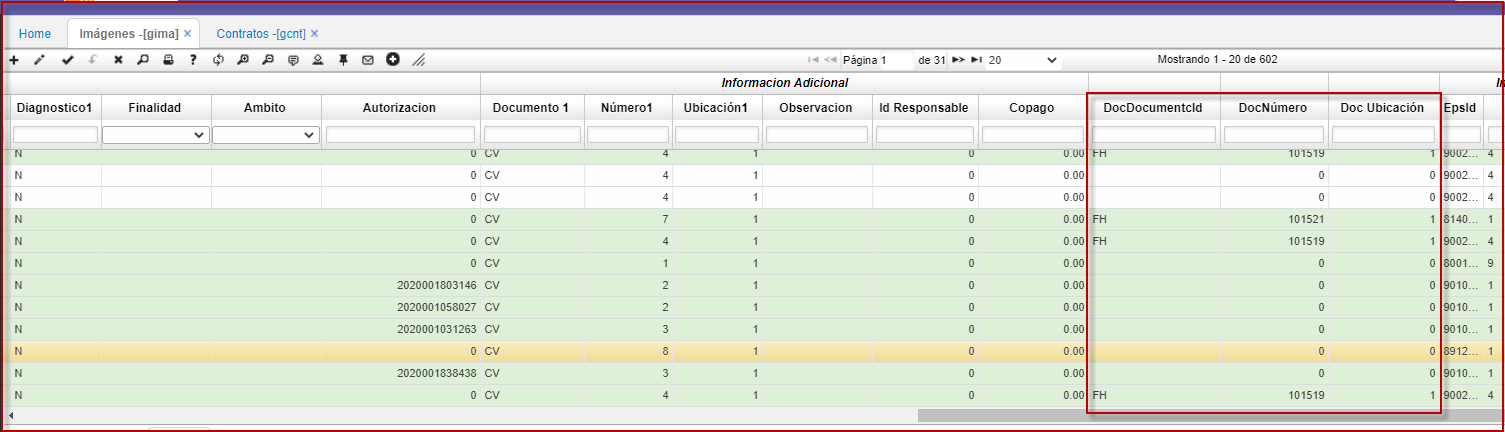 Home Imágenes -[gima] × Contratos -[gcnt] ×
Página 1 de 31 20 Mostrando 1 - 20 de 602
Informacion Adicional
Diagnostico1 Finalidad Ambito Autorizacion Documento 1 Número1 Ubicación1 Observacion Id Responsable Copago DocDocumentcId DocNúmero Doc Ubicación EpsId
N 0 CV 4 1 0 0.00 FH 101519 1 9002... 4
N 0 CV 4 1 0 0.00 0 0 9002... 4
N 0 CV 4 1 0 0.00 0 0 9002... 4
N 0 CV 7 1 0 0.00 FH 101521 1 8140... 1
N 0 CV 4 1 0 0.00 FH 101519 1 9002... 4
N 0 CV 1 1 0 0.00 0 0 8001... 9
N 2020001803146 CV 2 1 0 0.00 0 0 9010... 1
N 2020001058027 CV 2 1 0 0.00 0 0 9010... 1
N 2020001031263 CV 3 1 0 0.00 0 0 9010... 1
N 0 CV 8 1 0 0.00 0 0 8912... 1
N 2020001838438 CV 3 1 0 0.00 0 0 9010... 1
N 0 CV 4 1 0 0.00 FH 101519 1 9002... 4